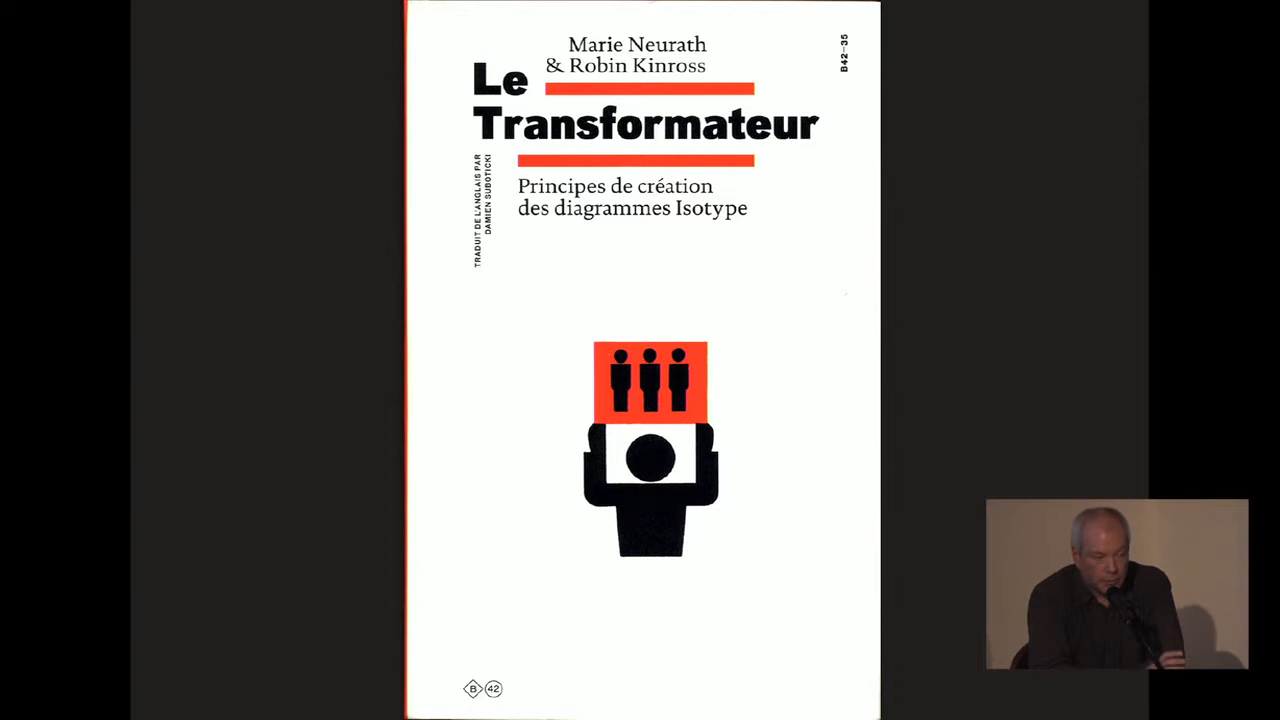 Marie Neurath
& Robin Kinross
B42–35
Le
Transformateur
TRADUIT DE L'ANGLAIS PAR
DAMIEN SUBOTICKI
Principes de création
des diagrammes Isotype
B 42